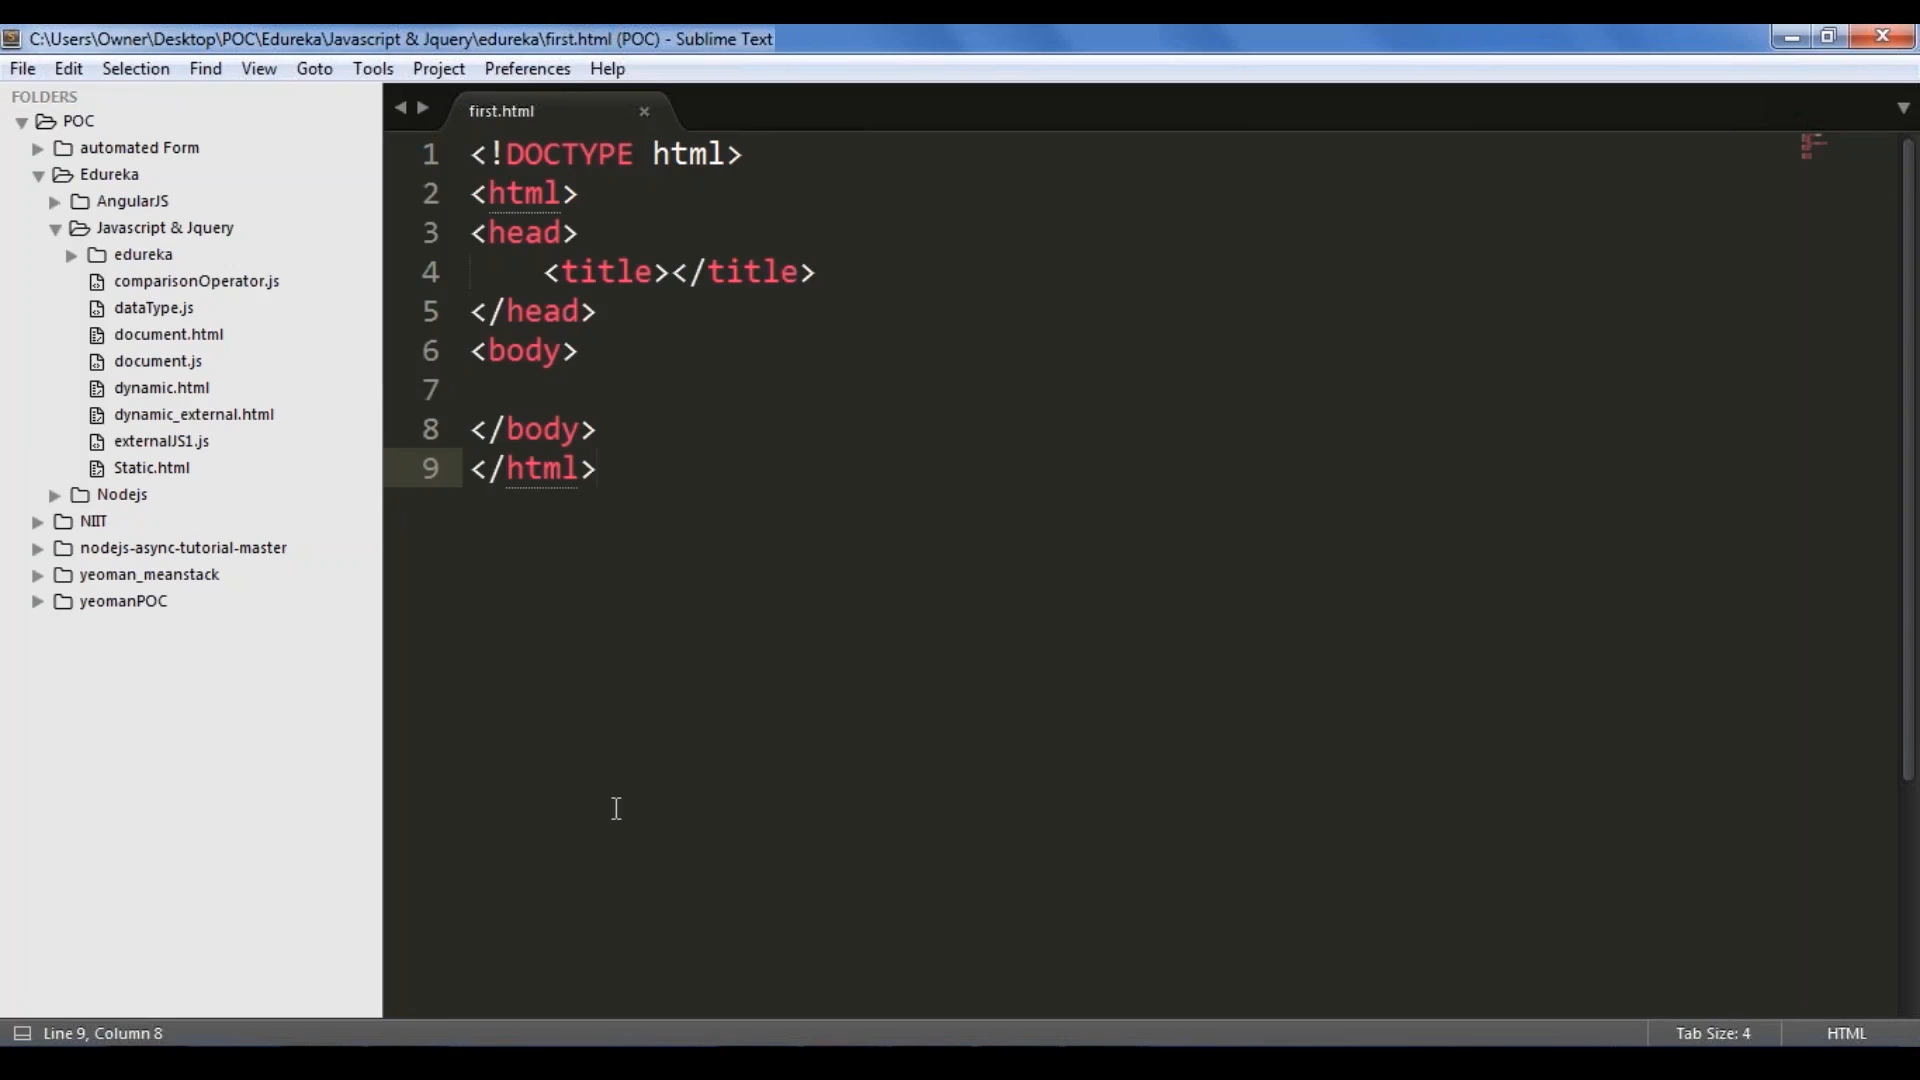 C:\Users\Owner\Desktop\POC\Edureka\Javascript & Jquery\edureka\first.html (POC) - Sublime Text
File Edit Selection Find View Goto Tools Project Preferences Help
FOLDERS
POC
automated Form
Edureka
AngularJS
Javascript & Jquery
edureka
comparisonOperator.js
dataType.js
document.html
document.js
dynamic.html
dynamic_external.html
externalJS1.js
Static.html
Nodejs
NIIT
nodejs-async-tutorial-master
yeoman_meanstack
yeomanPOC
first.html
1 <!DOCTYPE html>
2 <html>
3 <head>
4 <title></title>
5 </head>
6 <body>
7
8 </body>
9 </html>
Line 9, Column 8
Tab Size: 4
HTML